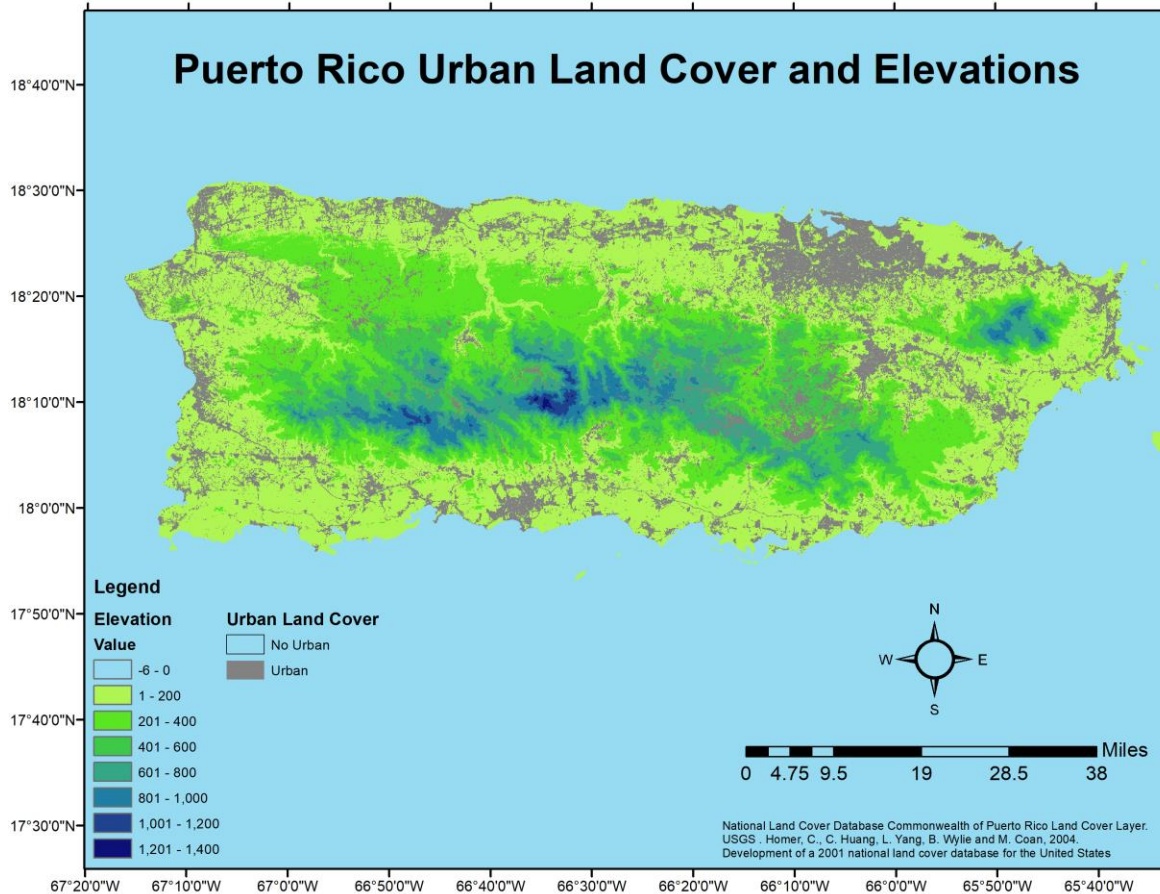 Puerto Rico Urban Land Cover and Elevations
18°40'0"N
18°30'0"N
18°20'0"N
18°10'0"N
18°0'0"N
17°50'0"N
17°40'0"N
17°30'0"N
Legend
Elevation
Value
-6 - 0
1 - 200
201 - 400
401 - 600
601 - 800
801 - 1,000
1,001 - 1,200
1,201 - 1,400
Urban Land Cover
No Urban
Urban
N
W E
S
Miles
0 4.75 9.5 19 28.5 38
National Land Cover Database Commonwealth of Puerto Rico Land Cover Layer.
USGS . Homer, C., C. Huang, L. Yang, B. Wylie and M. Coan, 2004.
Development of a 2001 national land cover database for the United States
67°20'0"W 67°10'0"W 67°0'0"W 66°50'0"W 66°40'0"W 66°30'0"W 66°20'0"W 66°10'0"W 66°0'0"W 65°50'0"W 65°40'0"W